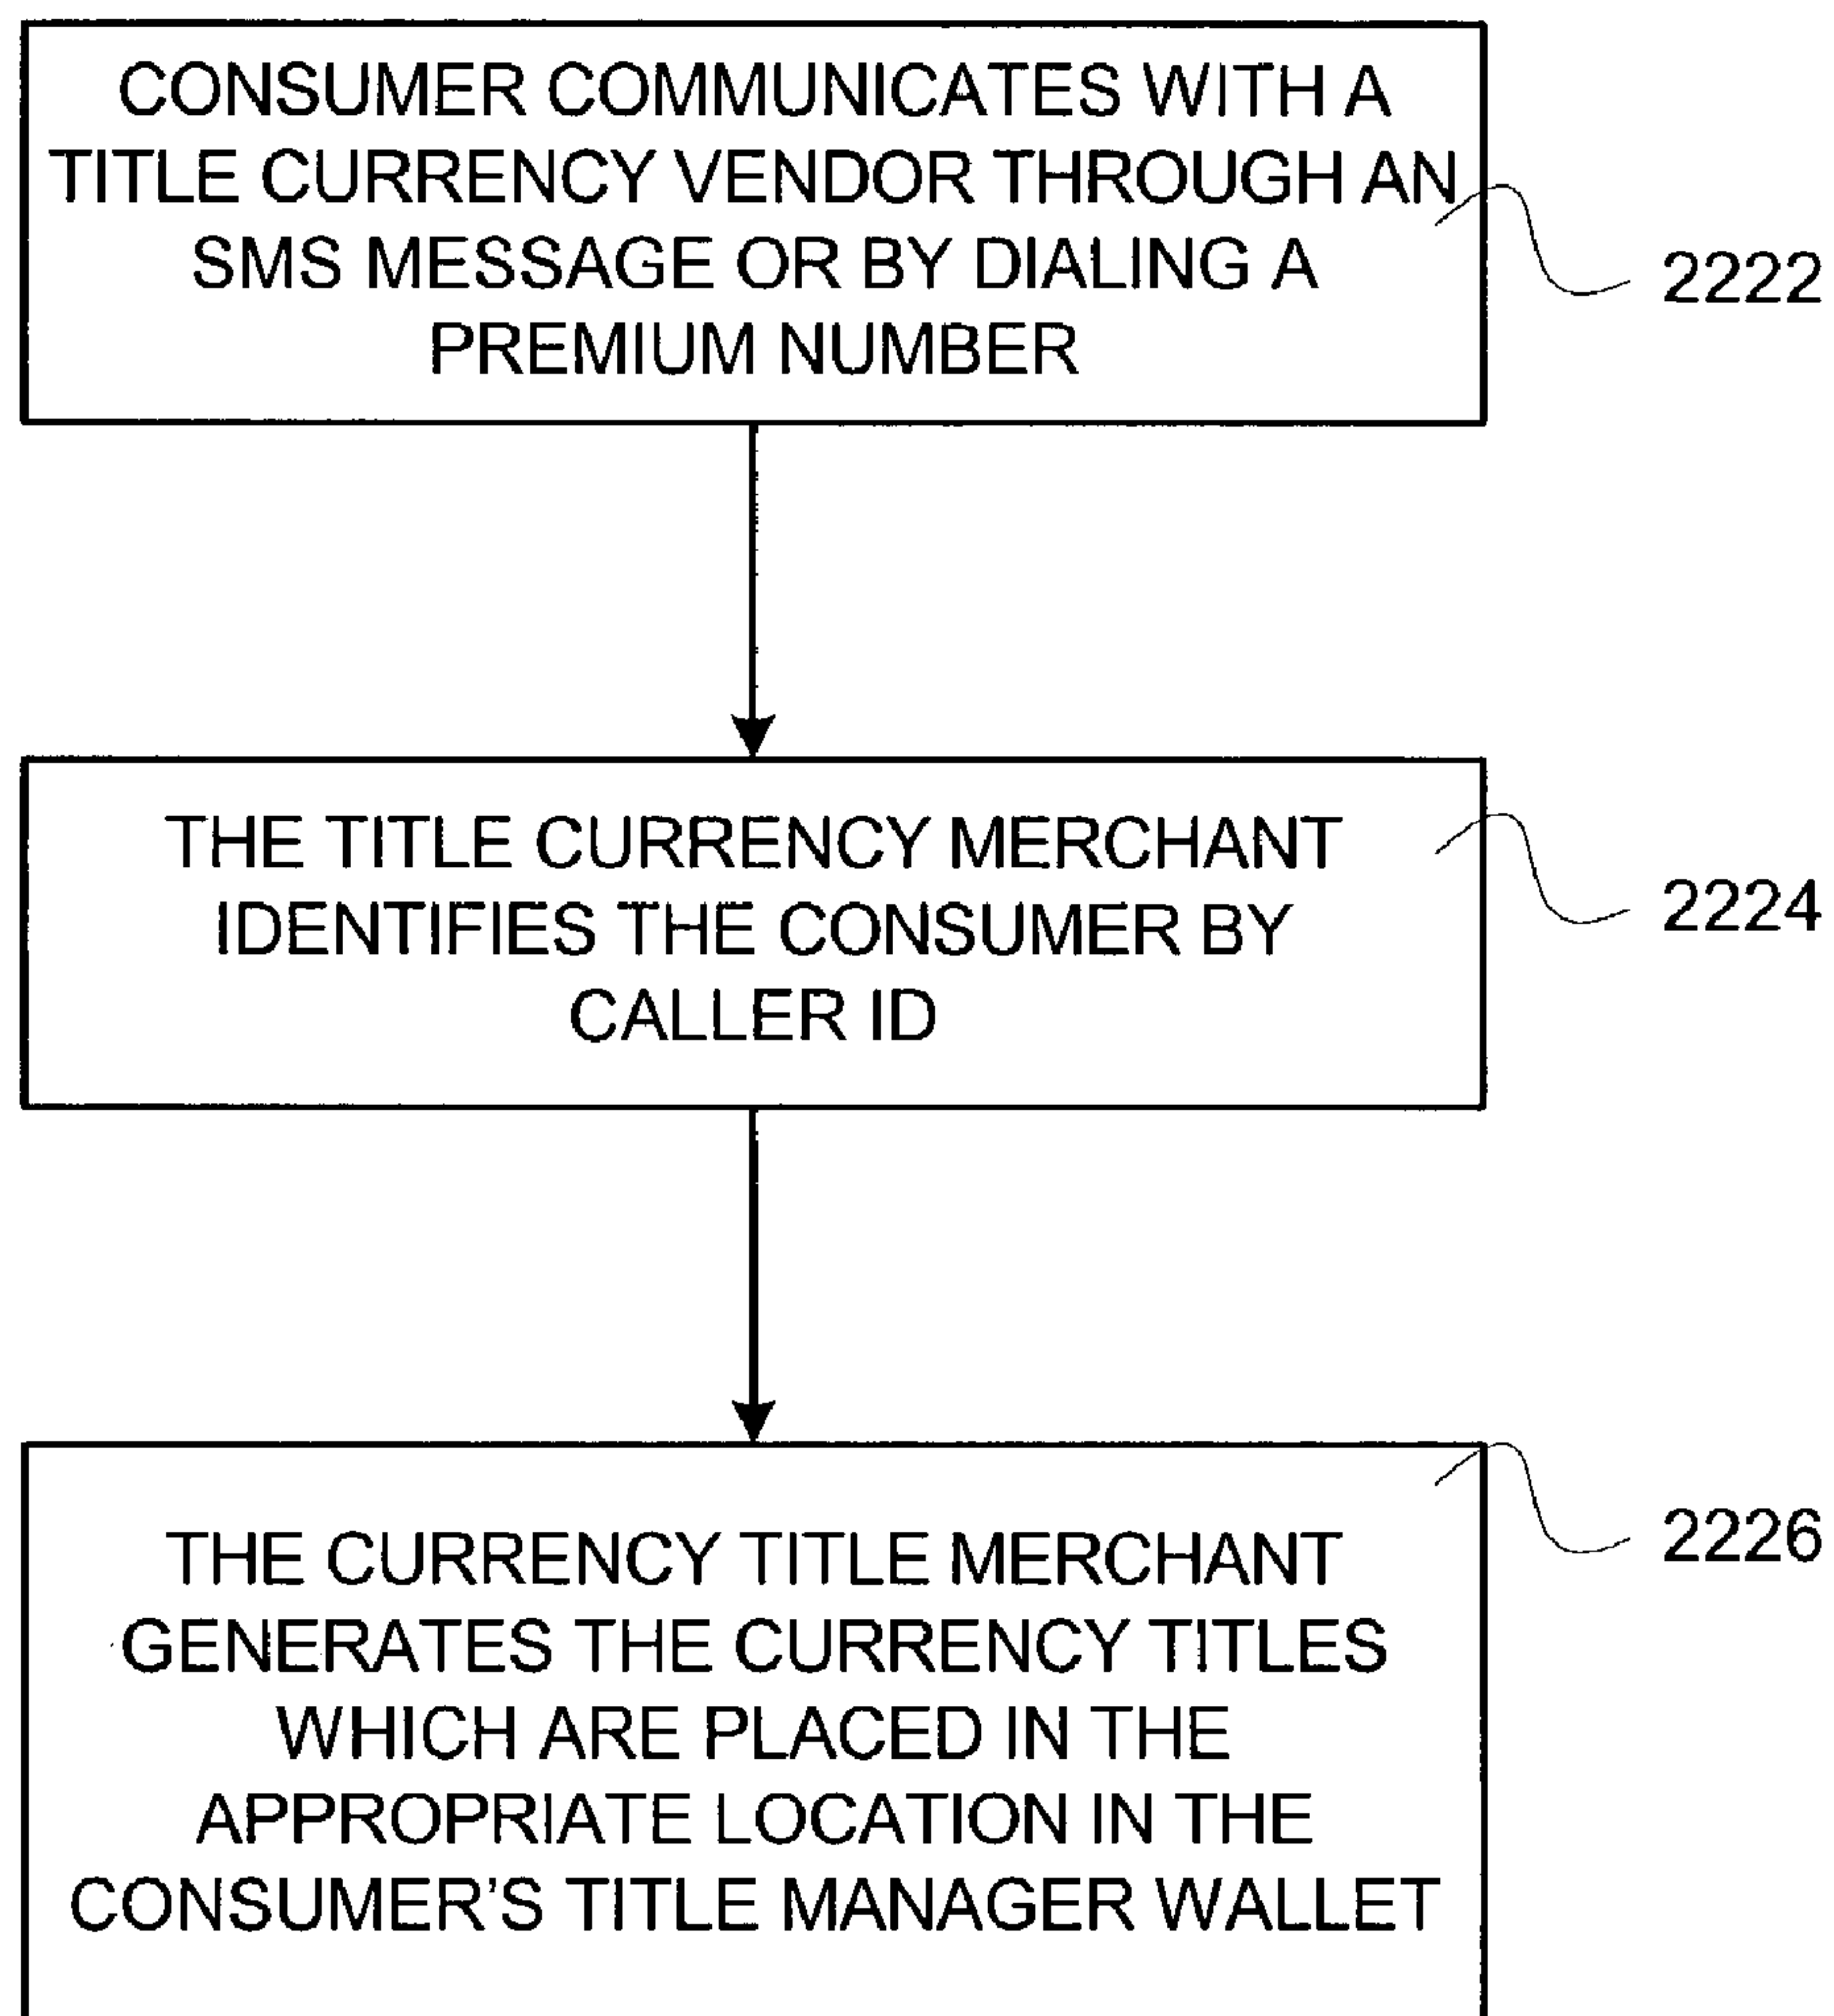 CONSUMER COMMUNICATES WITH A
TITLE CURRENCY VENDOR THROUGH AN
SMS MESSAGE OR BY DIALING A
PREMIUM NUMBER
2222
THE TITLE CURRENCY MERCHANT
IDENTIFIES THE CONSUMER BY
CALLER ID
2224
THE CURRENCY TITLE MERCHANT
GENERATES THE CURRENCY TITLES
WHICH ARE PLACED IN THE
APPROPRIATE LOCATION IN THE
CONSUMER'S TITLE MANAGER WALLET
2226